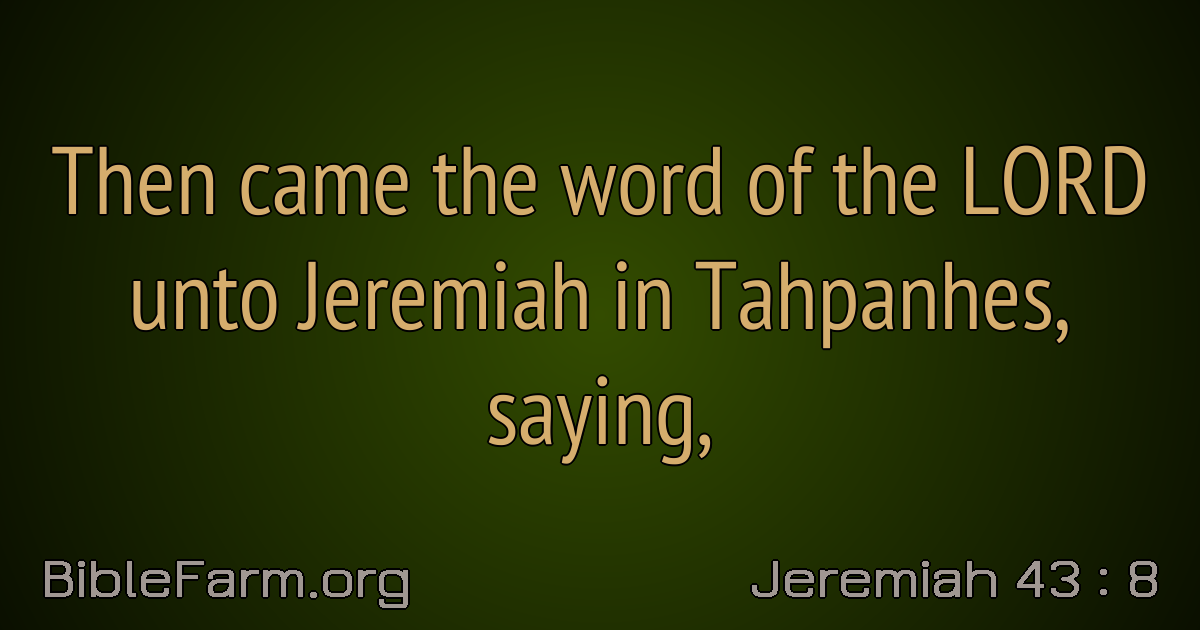 Then came the word of the LORD
unto Jeremiah in Tahpanhes,
saying,
BibleFarm.org
Jeremiah 43 : 8